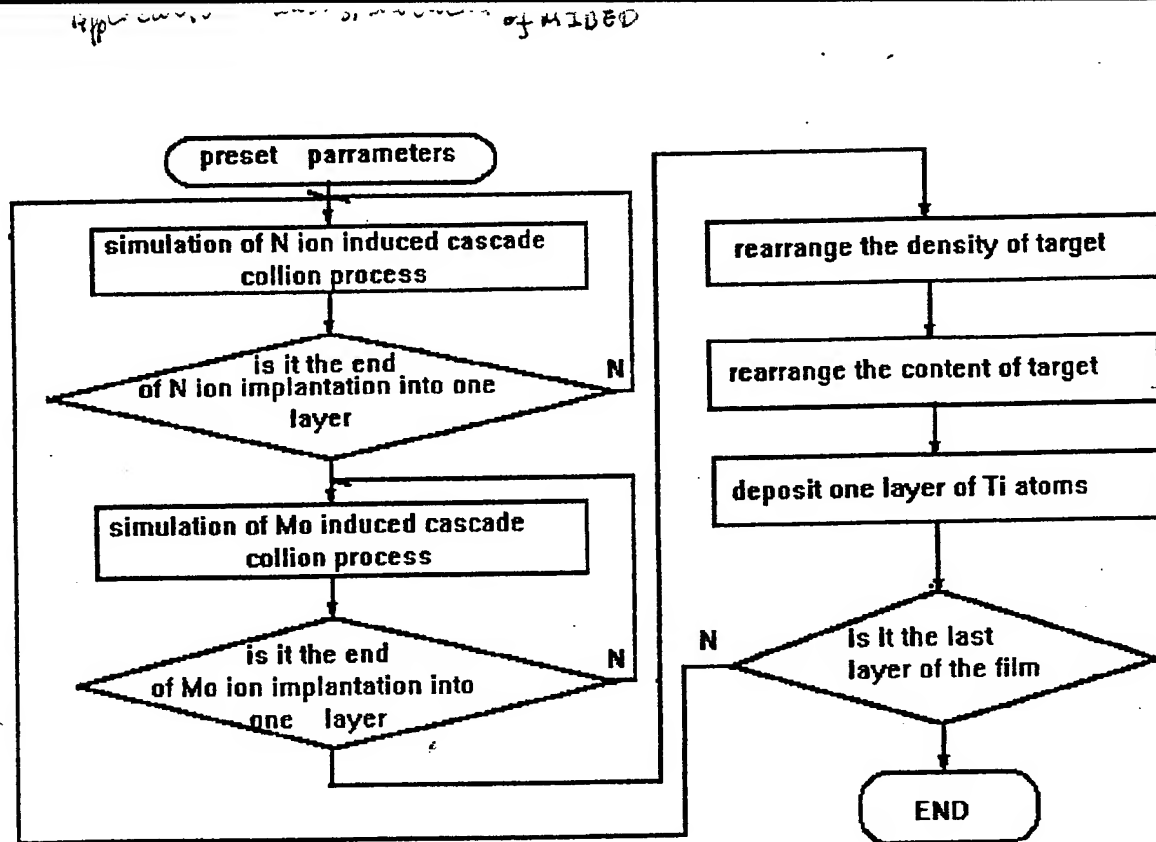 of MIBED
preset parrameters
simulation of N ion induced cascade
collion process
is it the end
of N ion implantation into one
layer
N
simulation of Mo induced cascade
collion process
is it the end
of Mo ion implantation into
one layer
N
rearrange the density of target
rearrange the content of target
deposit one layer of Ti atoms
is it the last
layer of the film
N
END